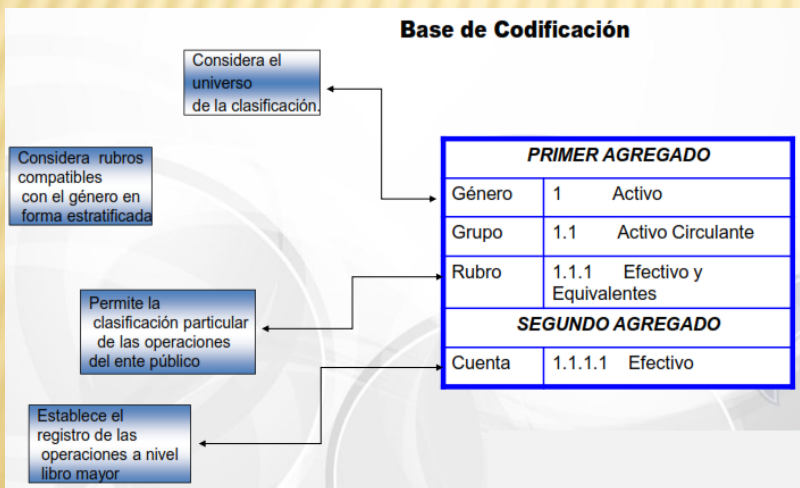 Base de Codificación
Considera el
universo
de la clasificación.
Considera rubros
compatibles
con el género en
forma estratificada
Permite la
clasificación particular
de las operaciones
del ente público
Establece el
registro de las
operaciones a nivel
libro mayor
PRIMER AGREGADO
Género 1 Activo
Grupo 1.1 Activo Circulante
Rubro 1.1.1 Efectivo y
Equivalentes
SEGUNDO AGREGADO
Cuenta 1.1.1.1 Efectivo